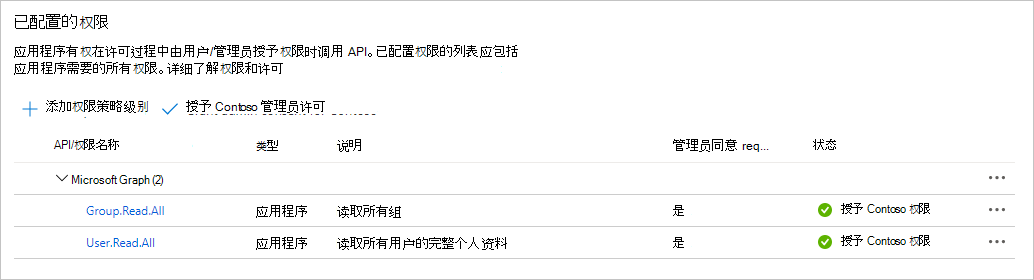 已配置的权限
应用程序有权在许可过程中由用户/管理员授予权限时调用 API。已配置权限的列表应包括
应用程序需要的所有权限。详细了解权限和许可
添加权限策略级别 授予 Contoso 管理员许可
API/权限名称 类型 说明 管理员同意 req... 状态
Microsoft Graph (2) ...
Group.Read.All 应用程序 读取所有组 是 授予 Contoso 权限 ...
User.Read.All 应用程序 读取所有用户的完整个人资料 是 授予 Contoso 权限 ...